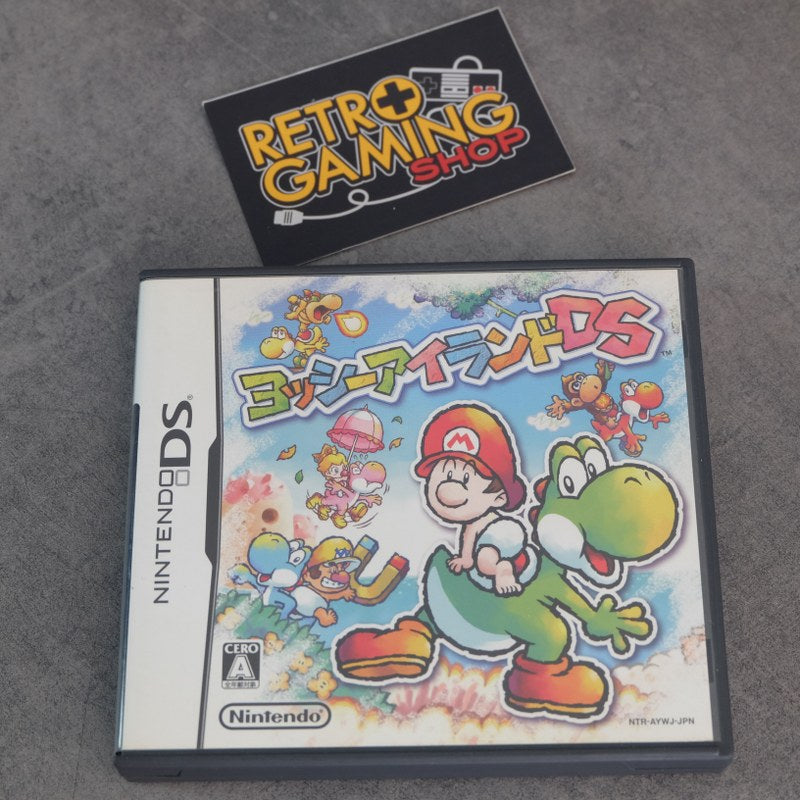 RETRO
GAMING
SHOP
ヨッシーアイランドDS
TM
NINTENDO DS®
M
CERO
A
全年齢対象
Nintendo®
NTR-AYWJ-JPN